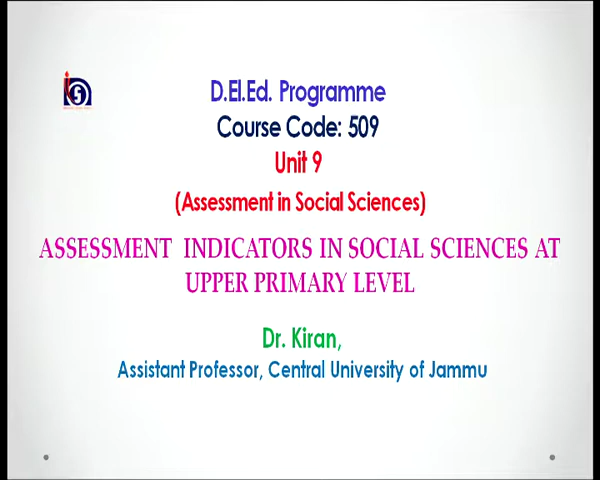 D.El.Ed. Programme
Course Code: 509
Unit 9
(Assessment in Social Sciences)
ASSESSMENT INDICATORS IN SOCIAL SCIENCES AT
UPPER PRIMARY LEVEL
Dr. Kiran,
Assistant Professor, Central University of Jammu